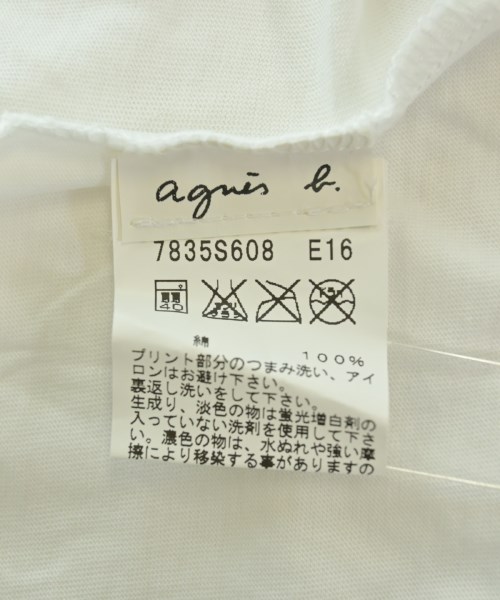 agnès b.
7835S608 E16
40
綿 100%
プリント部分のつまみ洗い、アイ
ロンはお避け下さい。
裏返し洗いをして下さい。
生成り、淡色の物は蛍光増白剤の
入っていない洗剤を使用して下さ
い。濃色の物は、水ぬれや強い摩
擦により移染する事がありますの